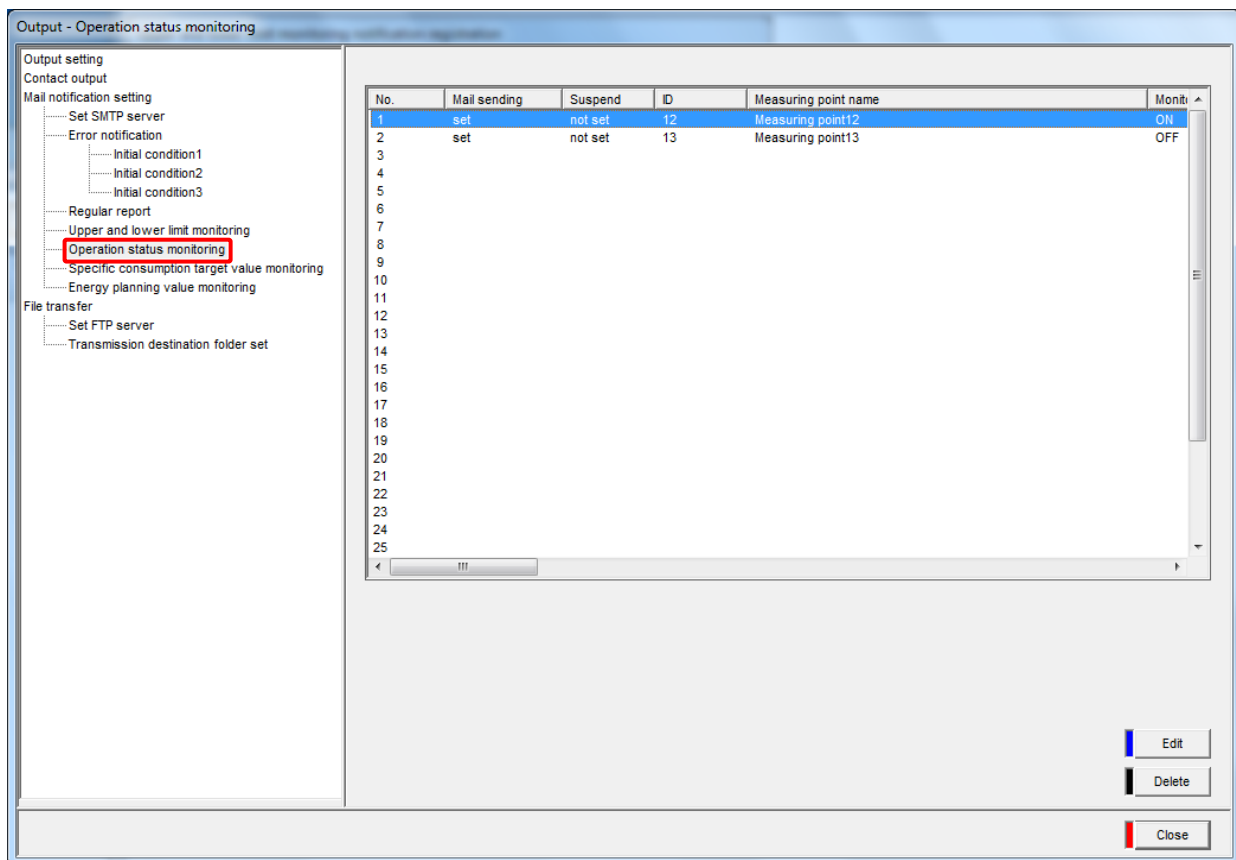 Output - Operation status monitoring
Output setting
Contact output
Mail notification setting
Set SMTP server
Error notification
Initial condition1
Initial condition2
Initial condition3
Regular report
Upper and lower limit monitoring
Operation status monitoring
Specific consumption target value monitoring
Energy planning value monitoring
File transfer
Set FTP server
Transmission destination folder set
No. Mail sending Suspend ID Measuring point name Monit
1 set not set 12 Measuring point12 ON
2 set not set 13 Measuring point13 OFF
3
4
5
6
7
8
9
10
11
12
13
14
15
16
17
18
19
20
21
22
23
24
25
Edit
Delete
Close